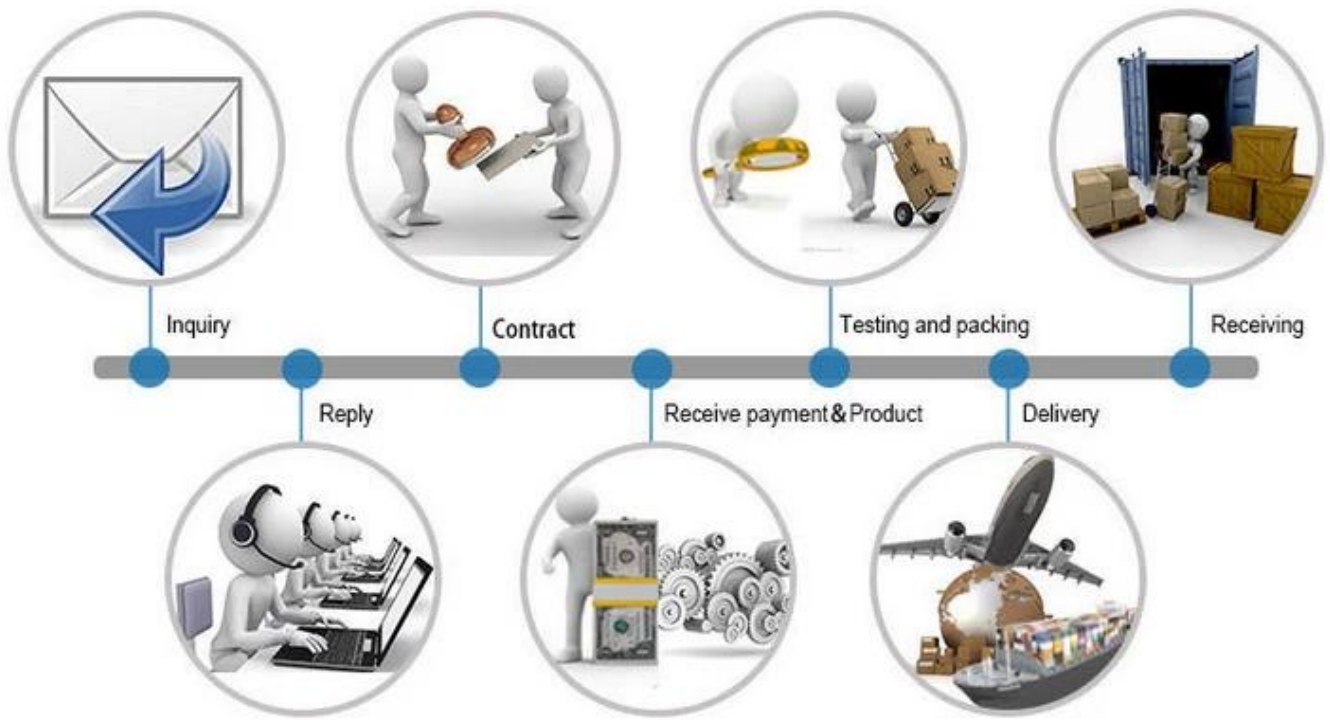 Inquiry
Contract
Testing and packing
Receiving
Reply
Receive payment & Product
Delivery